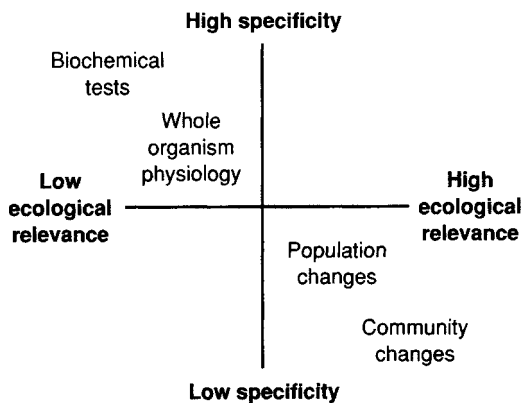 High specificity
Biochemical
tests
Whole
organism
physiology
Low
ecological
relevance
High
ecological
relevance
Population
changes
Community
changes
Low specificity